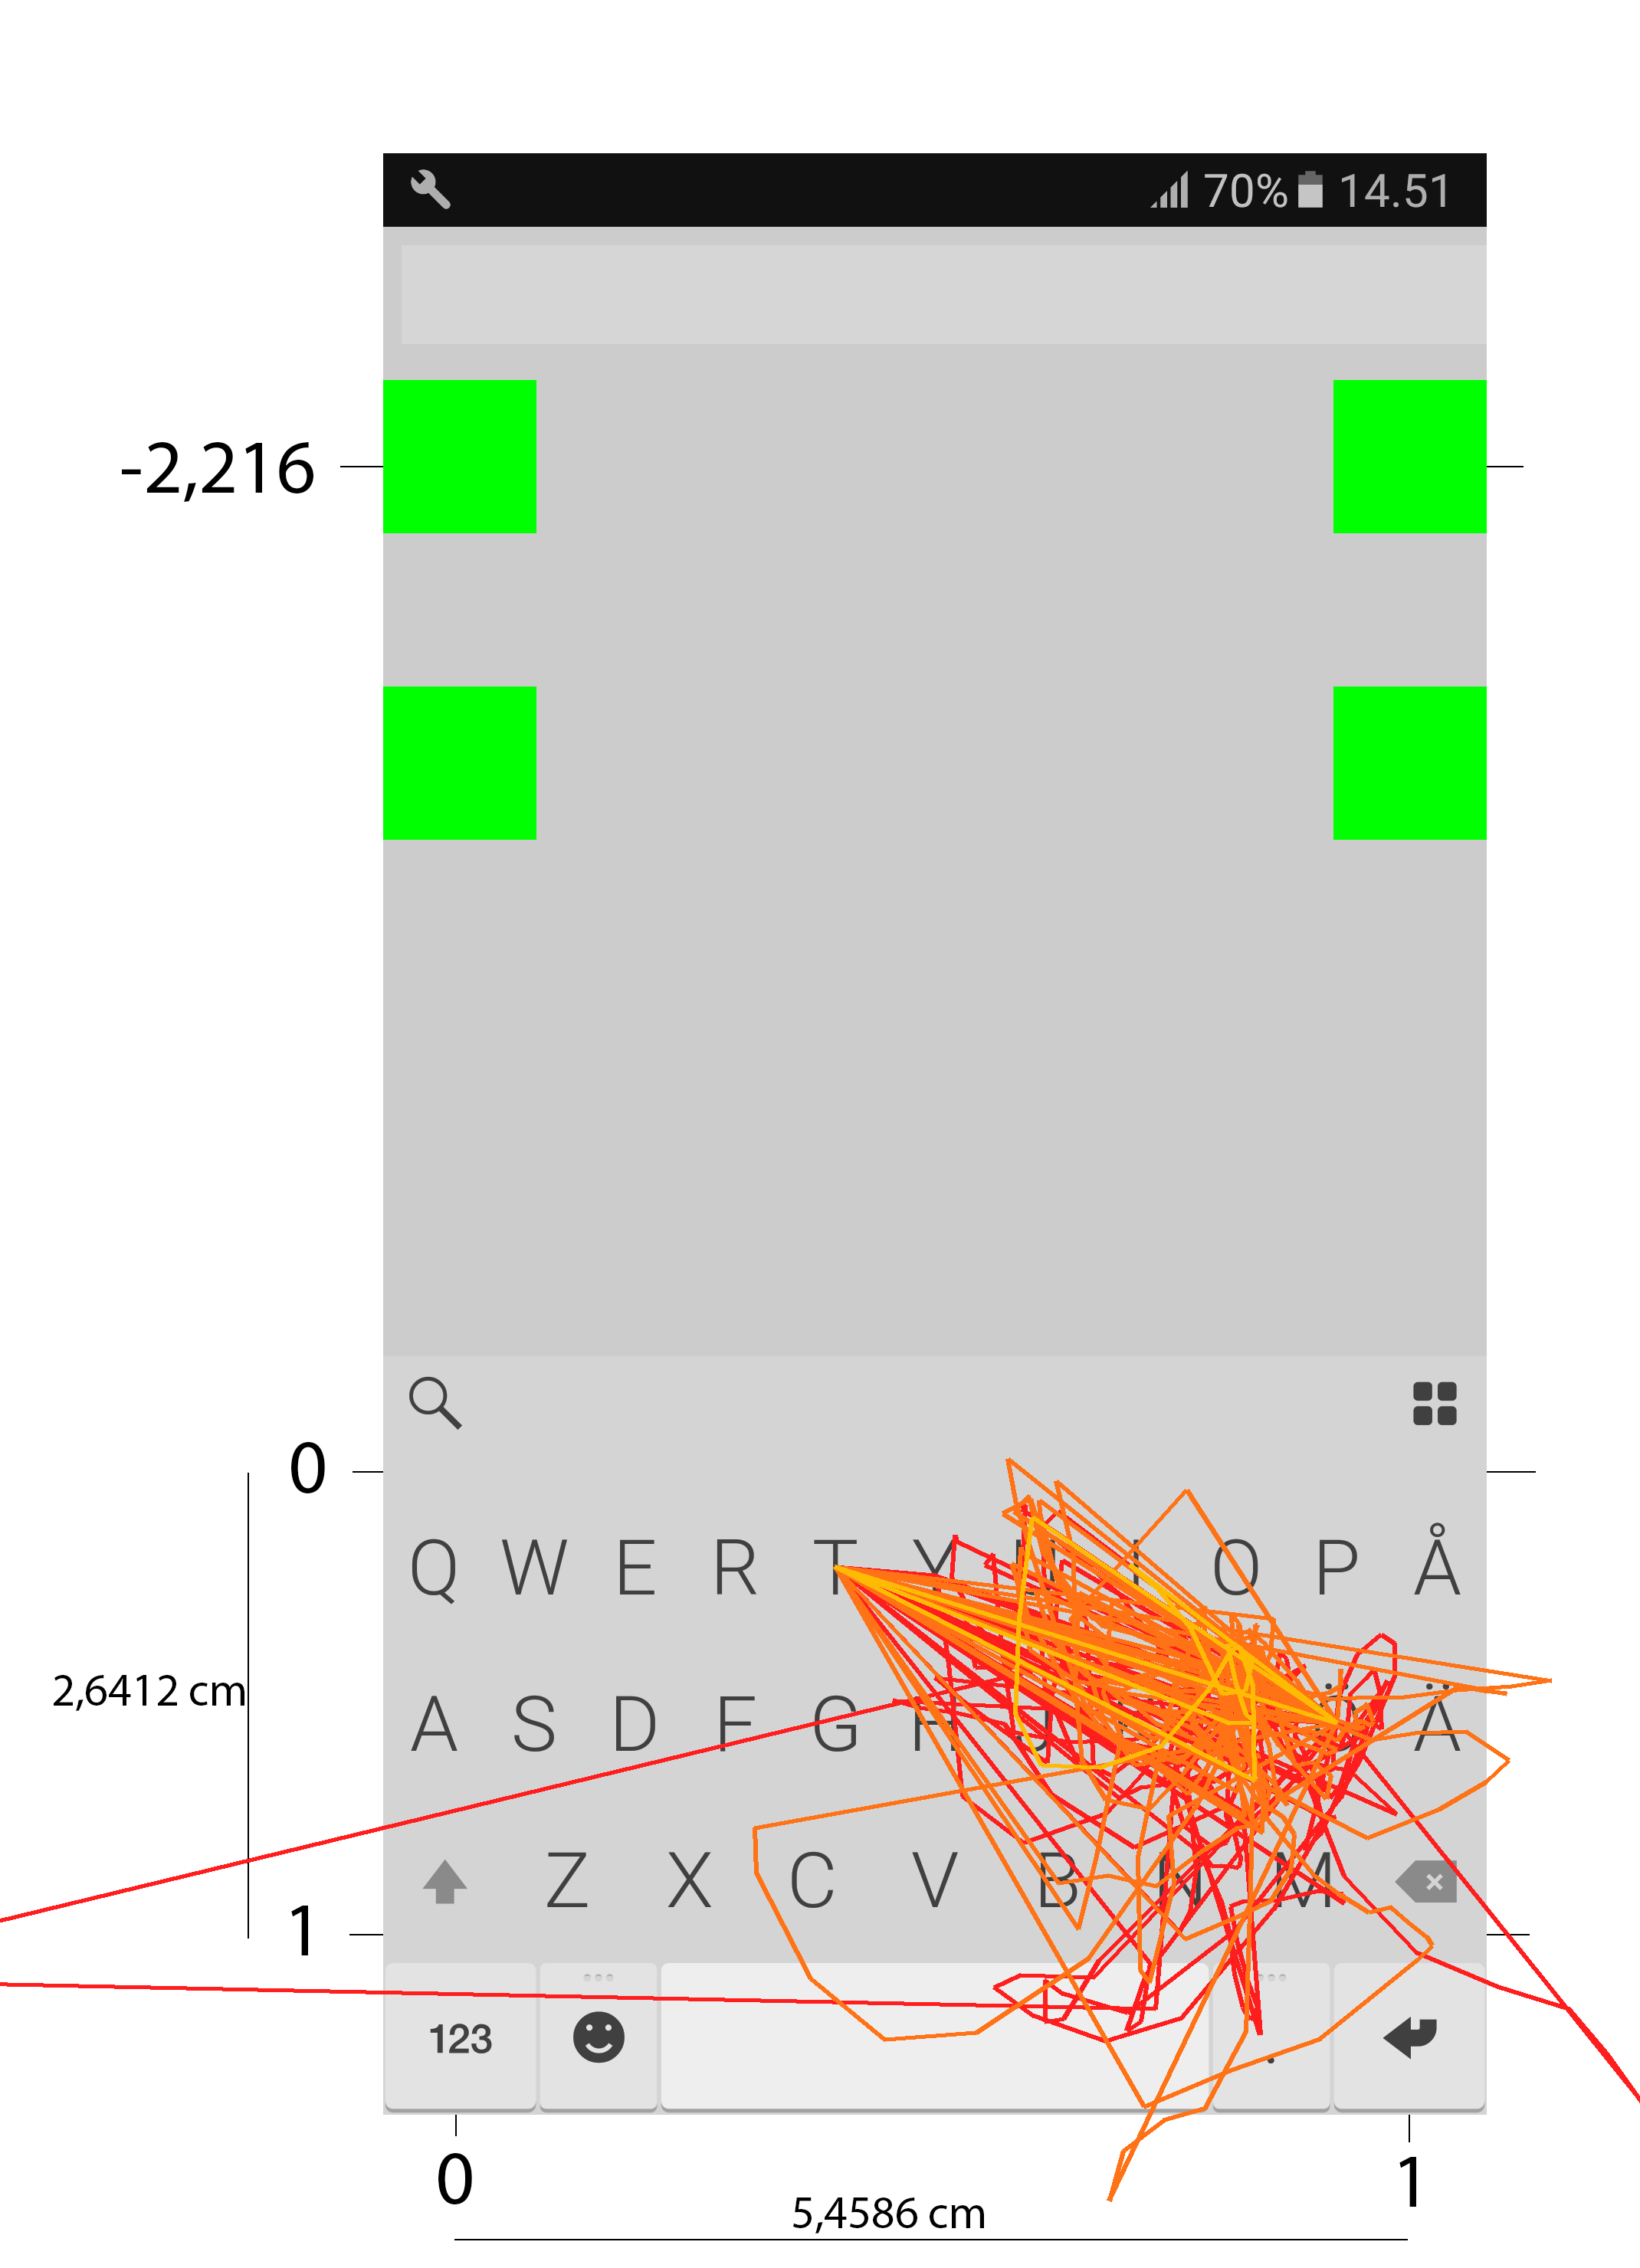 70% 14.51
-2,216
0
Q W E R T Y U I O P Å
2,6412 cm
A S D F G H J Ö Ä
Z X C V B N M
1
123
.
0 1
5,4586 cm